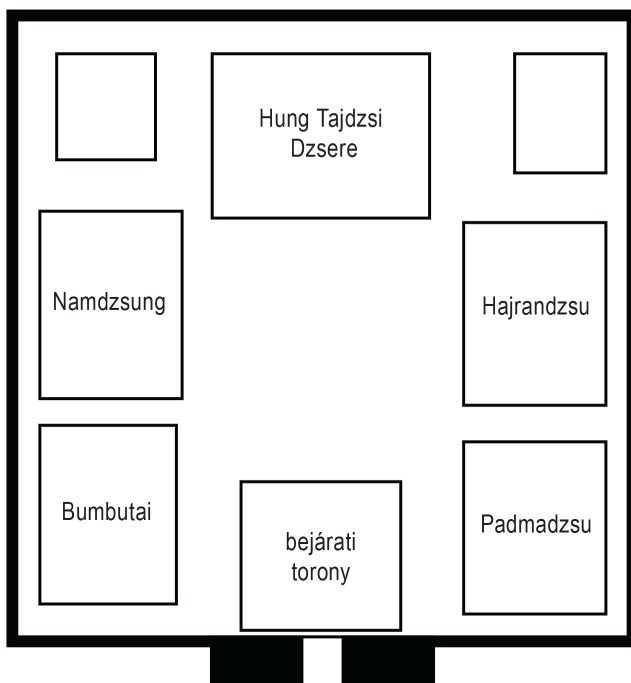 Hung Tajdzsi
Dzsere
Namdzsung
Hajrandzsu
Bumbutai
Padmadzsu
bejárati
torony